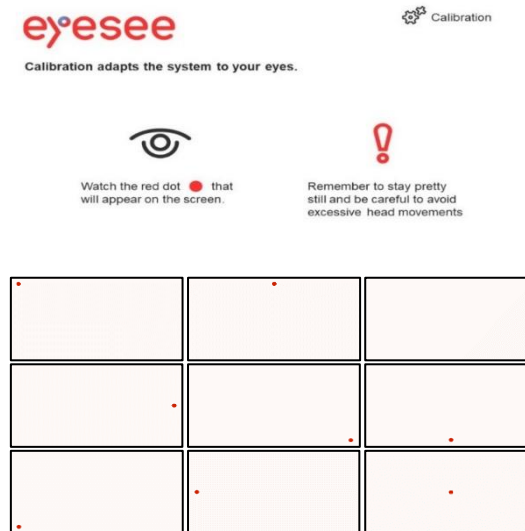 eyesee
Calibration
Calibration adapts the system to your eyes.
Watch the red dot that
will appear on the screen.
Remember to stay pretty
still and be careful to avoid
excessive head movements